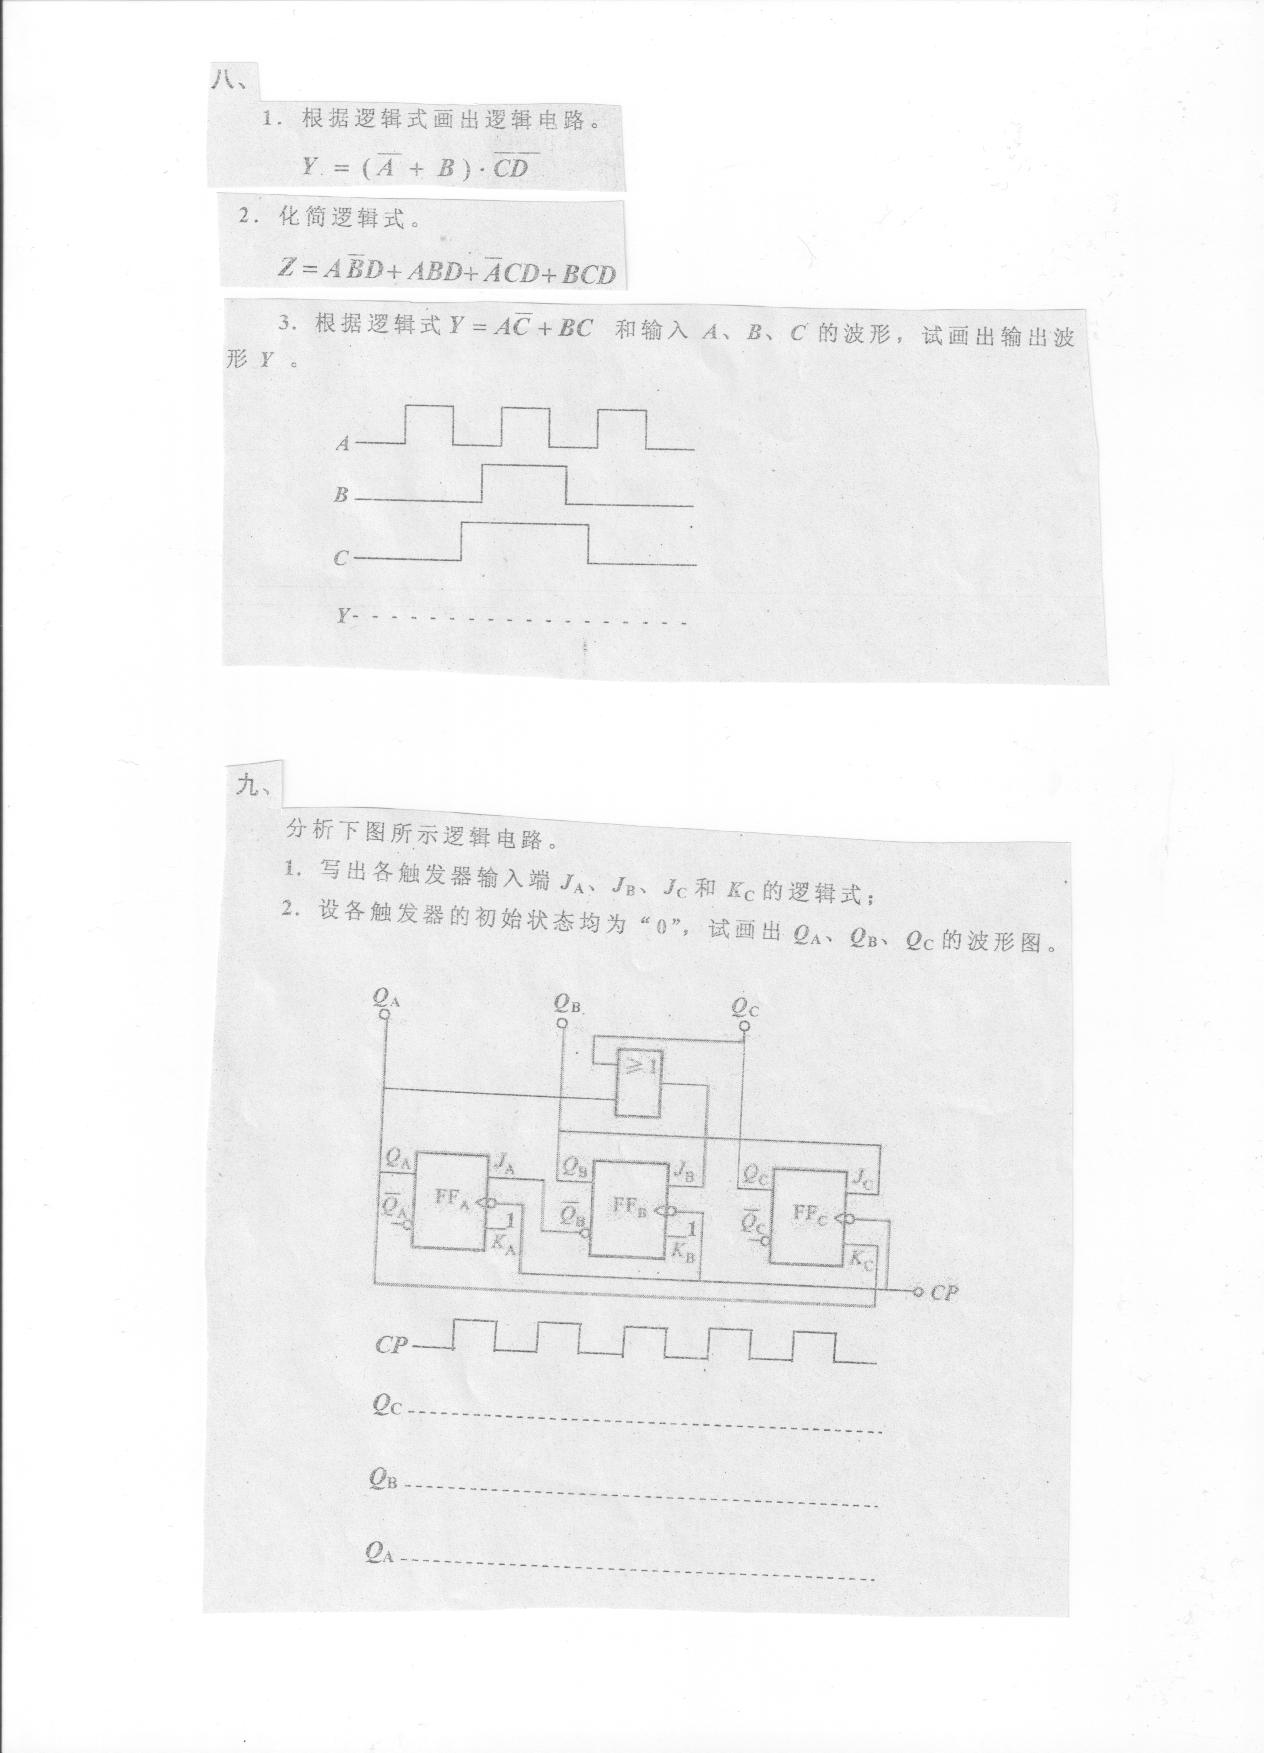 八、
1. 根据逻辑式画出逻辑电路。
Y = (A̅ + B)·C̅D̅
2. 化简逻辑式。
Z = AB̅D + ABD + A̅CD + BCD
3. 根据逻辑式 Y = AC̅ + BC 和输入 A、B、C 的波形，试画出输出波
形 Y 。
A
B
C
Y
九、
分析下图所示逻辑电路。
1. 写出各触发器输入端 JA、JB、JC 和 KC 的逻辑式；
2. 设各触发器的初始状态均为“0”，试画出 QA、QB、QC 的波形图。
QA QB QC
≥1
QA JA QB JB QC JC
FFA FFB FFC
Q̅A 1 Q̅B 1 Q̅C
KA KB KC
CP
CP
QC
QB
QA